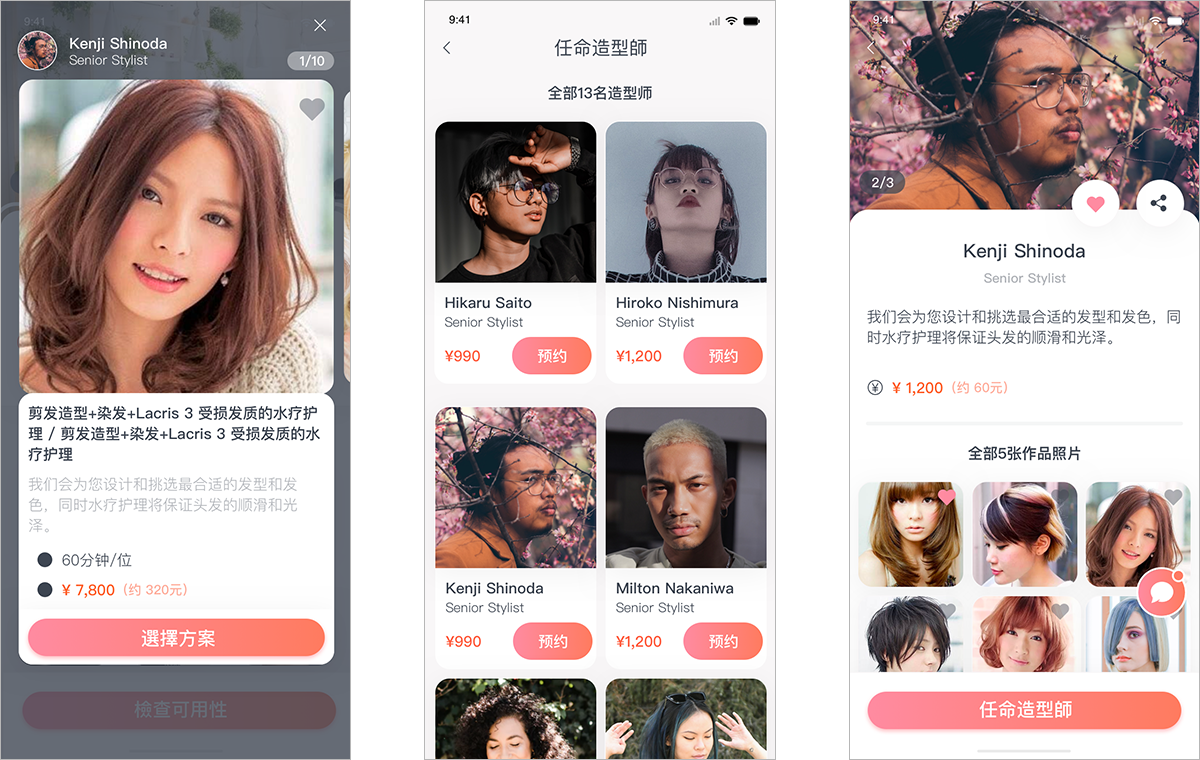 9:41
Kenji Shinoda
Senior Stylist
1/10
剪发造型+染发+Lacris 3 受损发质的水疗护
理 / 剪发造型+染发+Lacris 3 受损发质的水
疗护理
我们会为您设计和挑选最合适的发型和发
色，同时水疗护理将保证头发的顺滑和光
泽。
60分钟/位
¥ 7,800（约 320元）
選擇方案
檢查可用性
9:41
任命造型師
全部13名造型师
Hikaru Saito
Senior Stylist
¥990
预约
Hiroko Nishimura
Senior Stylist
¥1,200
预约
Kenji Shinoda
Senior Stylist
¥990
预约
Milton Nakaniwa
Senior Stylist
¥1,200
预约
9:41
2/3
Kenji Shinoda
Senior Stylist
我们会为您设计和挑选最合适的发型和发色，同
时水疗护理将保证头发的顺滑和光泽。
¥ ¥ 1,200（约 60元）
全部5张作品照片
任命造型師